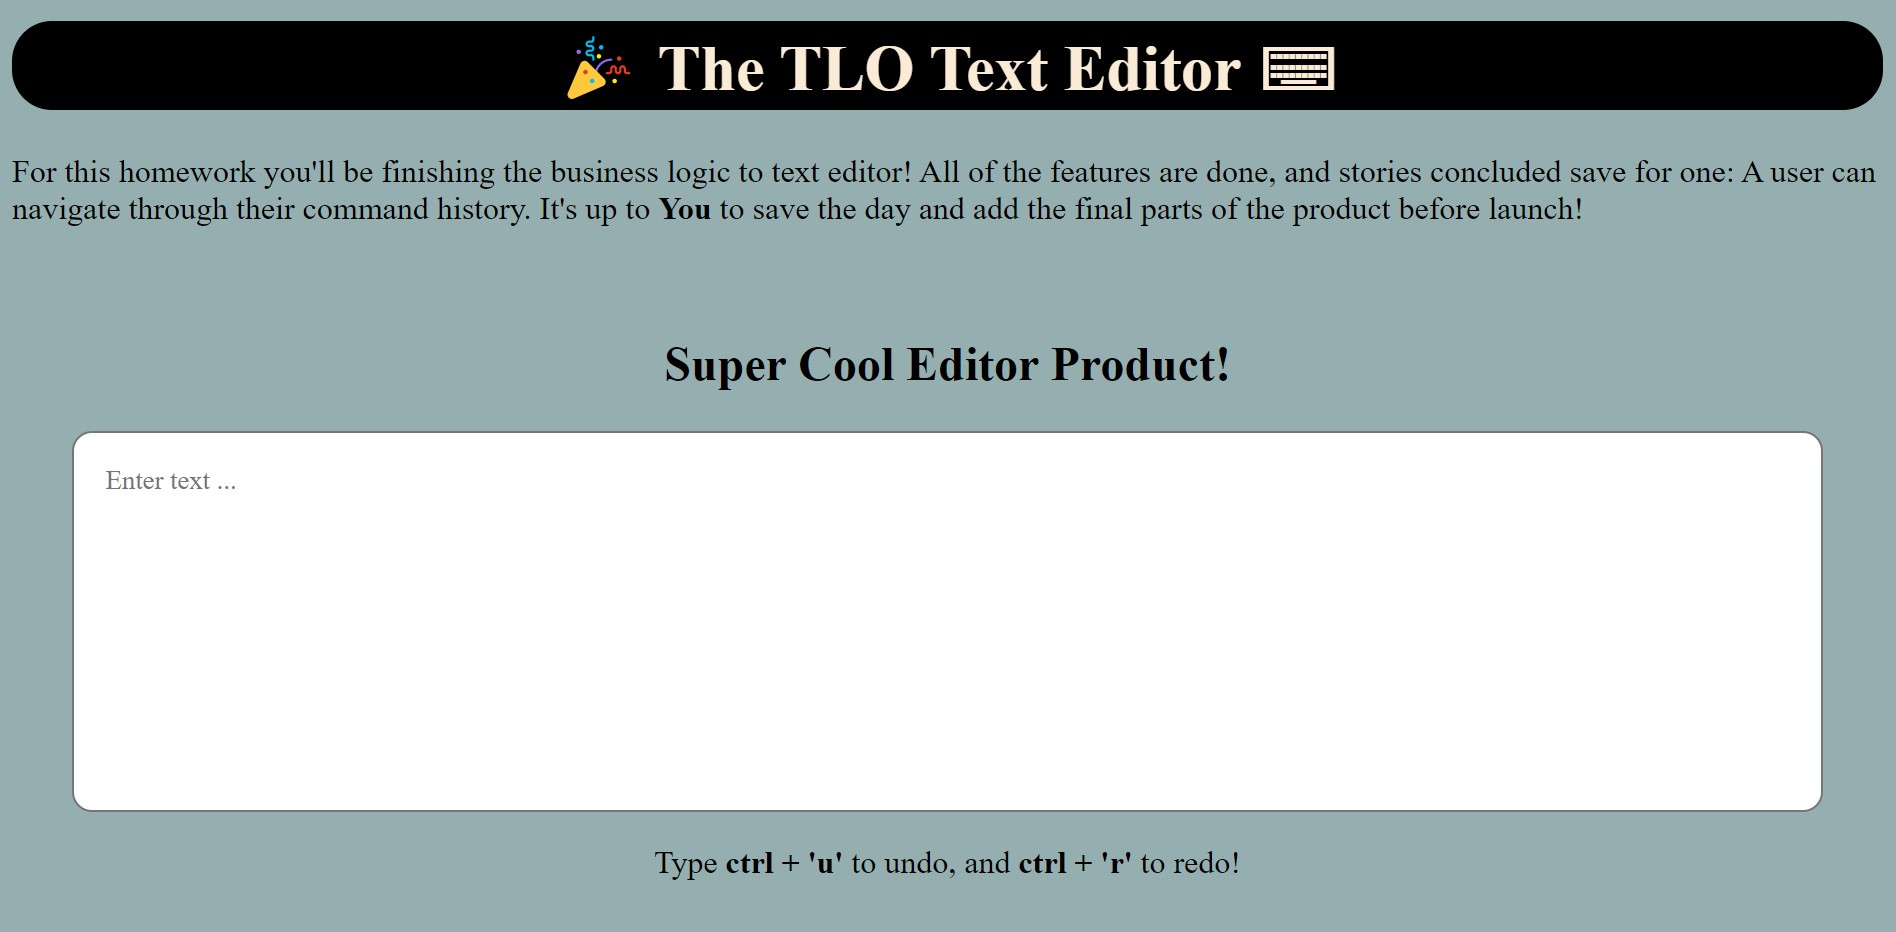 🎉 The TLO Text Editor ⌨
For this homework you'll be finishing the business logic to text editor! All of the features are done, and stories concluded save for one: A user can
navigate through their command history. It's up to You to save the day and add the final parts of the product before launch!
Super Cool Editor Product!
Enter text ...
Type ctrl + 'u' to undo, and ctrl + 'r' to redo!